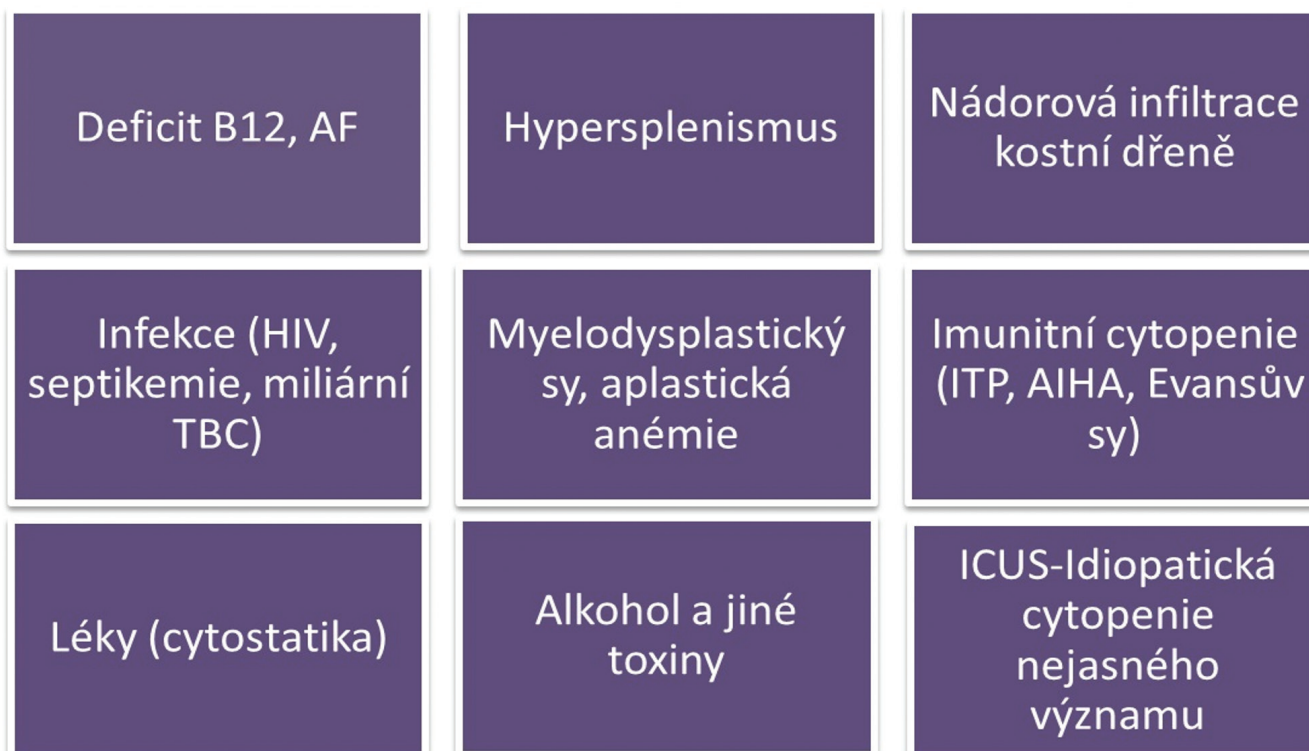 Deficit B12, AF
Hypersplenismus
Nádorová infiltrace
kostní dřeně
Infekce (HIV,
septikemie, miliární
TBC)
Myelodysplastický
sy, aplastická
anémie
Imunitní cytopenie
(ITP, AIHA, Evansův
sy)
Léky (cytostatika)
Alkohol a jiné
toxiny
ICUS-Idiopatická
cytopenie
nejasného
významu